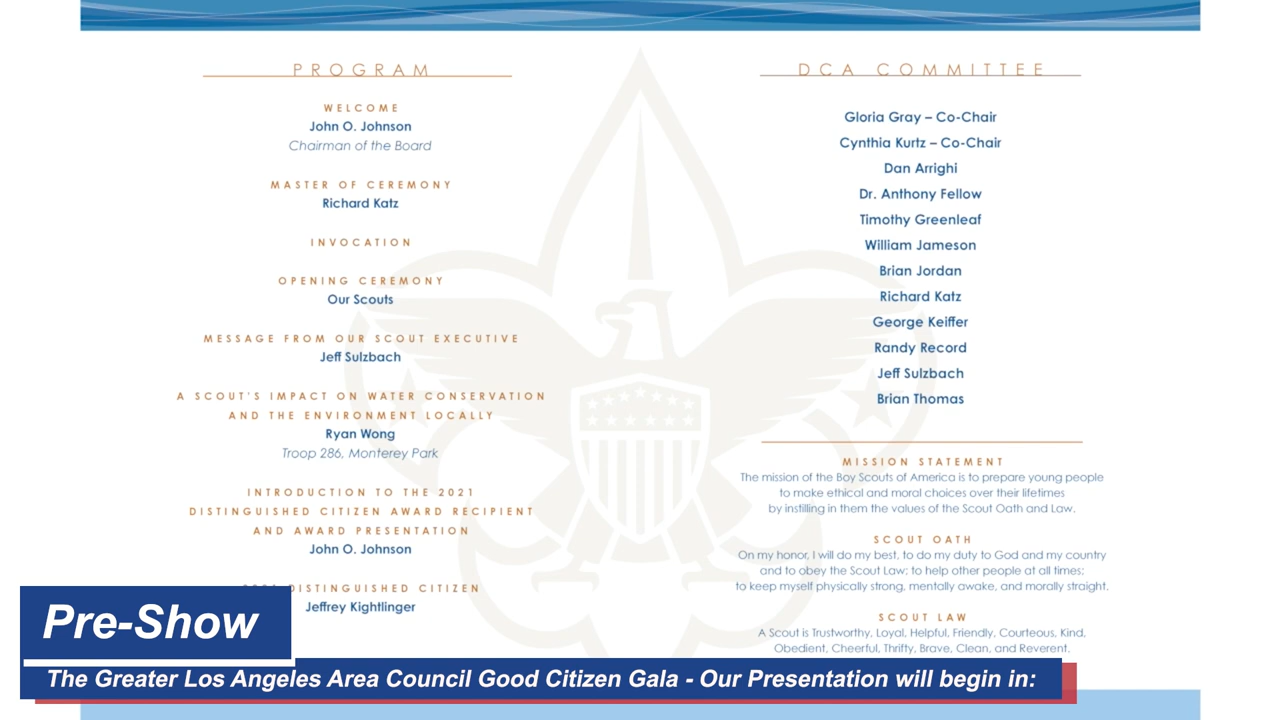 PROGRAM
WELCOME
John O. Johnson
Chairman of the Board
MASTER OF CEREMONY
Richard Katz
INVOCATION
OPENING CEREMONY
Our Scouts
MESSAGE FROM OUR SCOUT EXECUTIVE
Jeff Sulzbach
A SCOUT'S IMPACT ON WATER CONSERVATION
AND THE ENVIRONMENT LOCALLY
Ryan Wong
Troop 286, Monterey Park
INTRODUCTION TO THE 2021
DISTINGUISHED CITIZEN AWARD RECIPIENT
AND AWARD PRESENTATION
John O. Johnson
DISTINGUISHED CITIZEN
Jeffrey Kightlinger
DCA COMMITTEE
Gloria Gray – Co-Chair
Cynthia Kurtz – Co-Chair
Dan Arrighi
Dr. Anthony Fellow
Timothy Greenleaf
William Jameson
Brian Jordan
Richard Katz
George Keiffer
Randy Record
Jeff Sulzbach
Brian Thomas
MISSION STATEMENT
The mission of the Boy Scouts of America is to prepare young people
to make ethical and moral choices over their lifetimes
by instilling in them the values of the Scout Oath and Law.
SCOUT OATH
On my honor, I will do my best, to do my duty to God and my country
and to obey the Scout Law; to help other people at all times;
to keep myself physically strong, mentally awake, and morally straight.
SCOUT LAW
A Scout is Trustworthy, Loyal, Helpful, Friendly, Courteous, Kind,
Obedient, Cheerful, Thrifty, Brave, Clean, and Reverent.
Pre-Show
The Greater Los Angeles Area Council Good Citizen Gala - Our Presentation will begin in: